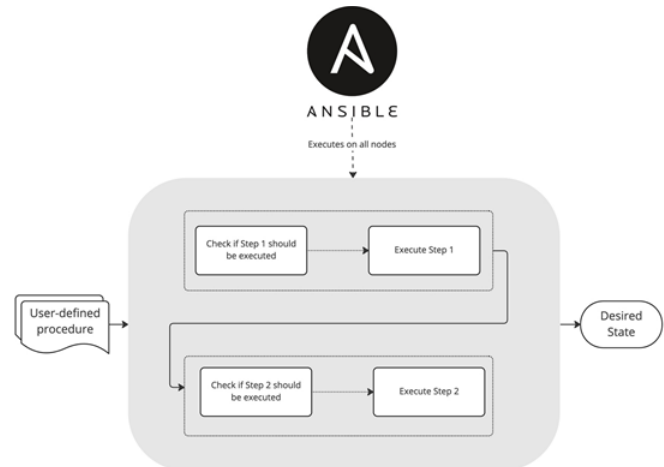 ANSIBLE
Executes on all nodes
Check if Step 1 should
be executed
Execute Step 1
User-defined
procedure
Desired
State
Check if Step 2 should
be executed
Execute Step 2